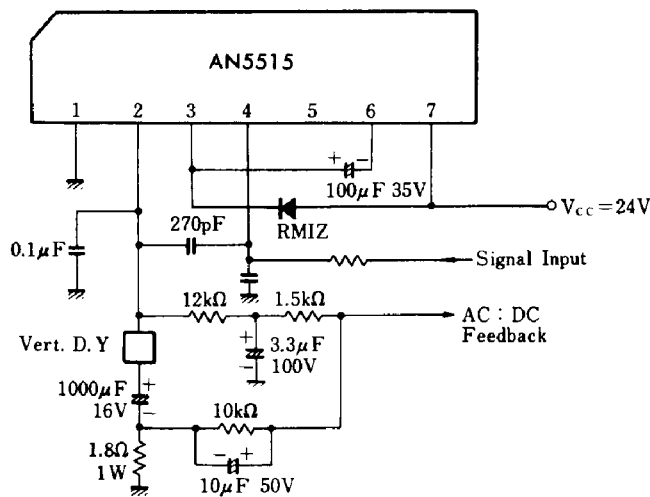 AN5515
1 2 3 4 5 6 7
+ −
100μF 35V
270pF
RMIZ
V_CC=24V
0.1μF
Signal Input
12kΩ 1.5kΩ
AC : DC
Feedback
+
−
3.3μF
100V
Vert. D.Y
1000μF
16V
+
−
10kΩ
1.8Ω
1W
− +
10μF 50V